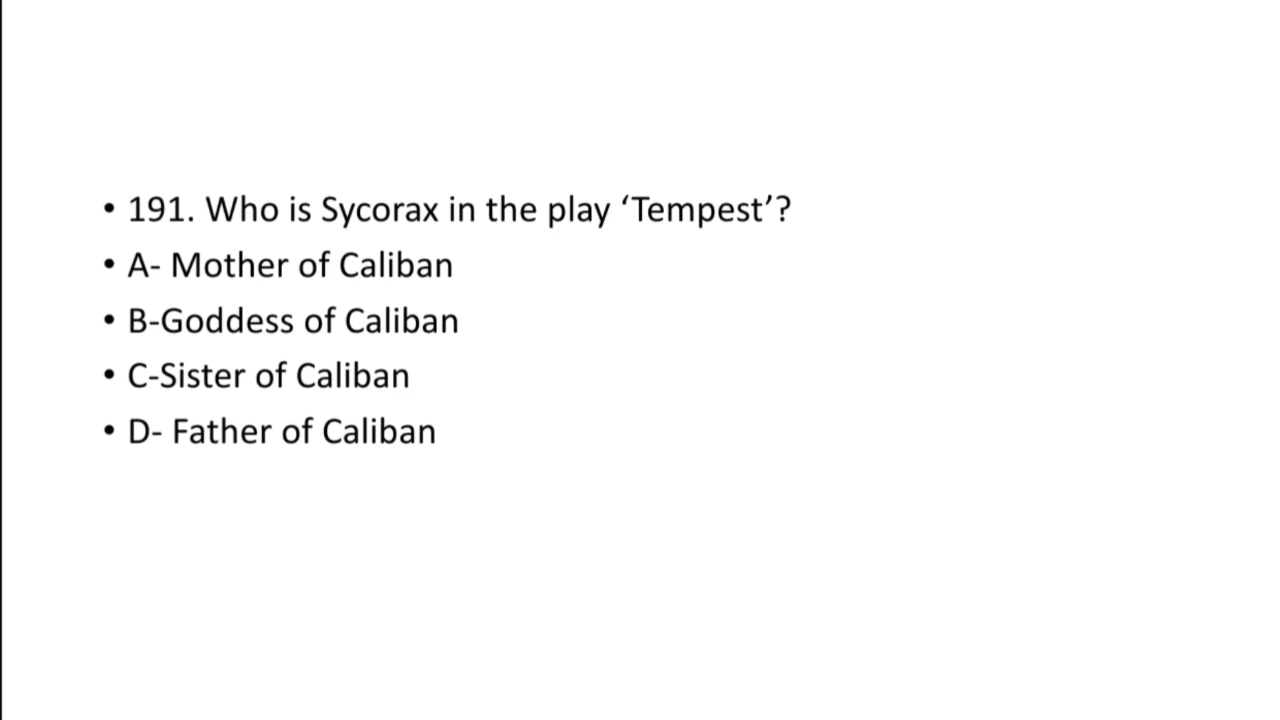 • 191. Who is Sycorax in the play ‘Tempest’?
• A- Mother of Caliban
• B-Goddess of Caliban
• C-Sister of Caliban
• D- Father of Caliban